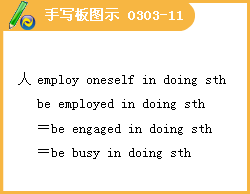 手写板图示 0303-11
人 employ oneself in doing sth
be employed in doing sth
＝be engaged in doing sth
＝be busy in doing sth